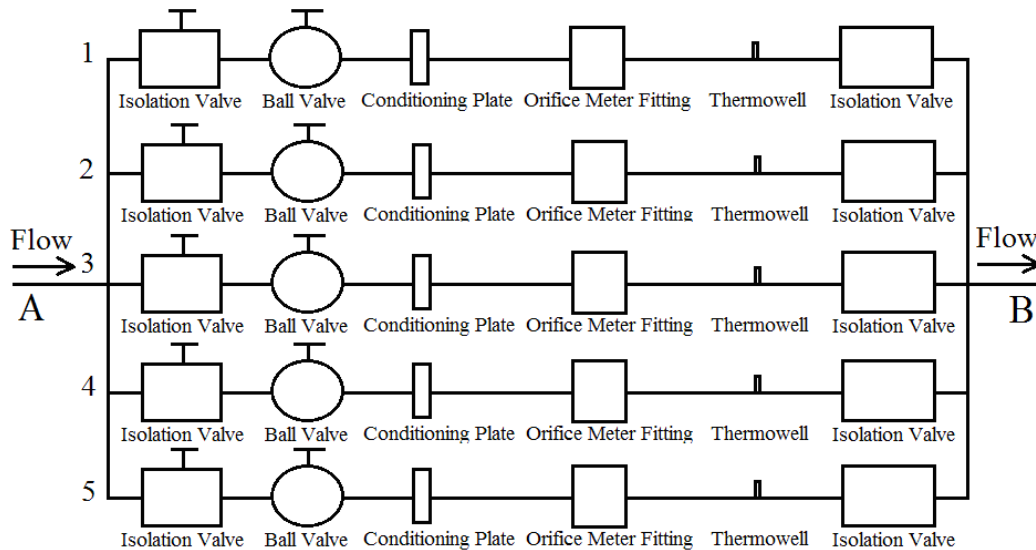 1
Isolation Valve Ball Valve Conditioning Plate Orifice Meter Fitting Thermowell Isolation Valve
2
Isolation Valve Ball Valve Conditioning Plate Orifice Meter Fitting Thermowell Isolation Valve
Flow
3
Flow
A
B
Isolation Valve Ball Valve Conditioning Plate Orifice Meter Fitting Thermowell Isolation Valve
4
Isolation Valve Ball Valve Conditioning Plate Orifice Meter Fitting Thermowell Isolation Valve
5
Isolation Valve Ball Valve Conditioning Plate Orifice Meter Fitting Thermowell Isolation Valve